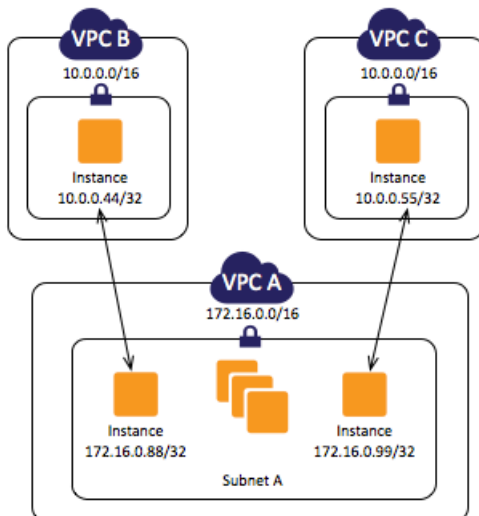 VPC B
10.0.0.0/16
Instance
10.0.0.44/32
VPC C
10.0.0.0/16
Instance
10.0.0.55/32
VPC A
172.16.0.0/16
Instance
172.16.0.88/32
Instance
172.16.0.99/32
Subnet A